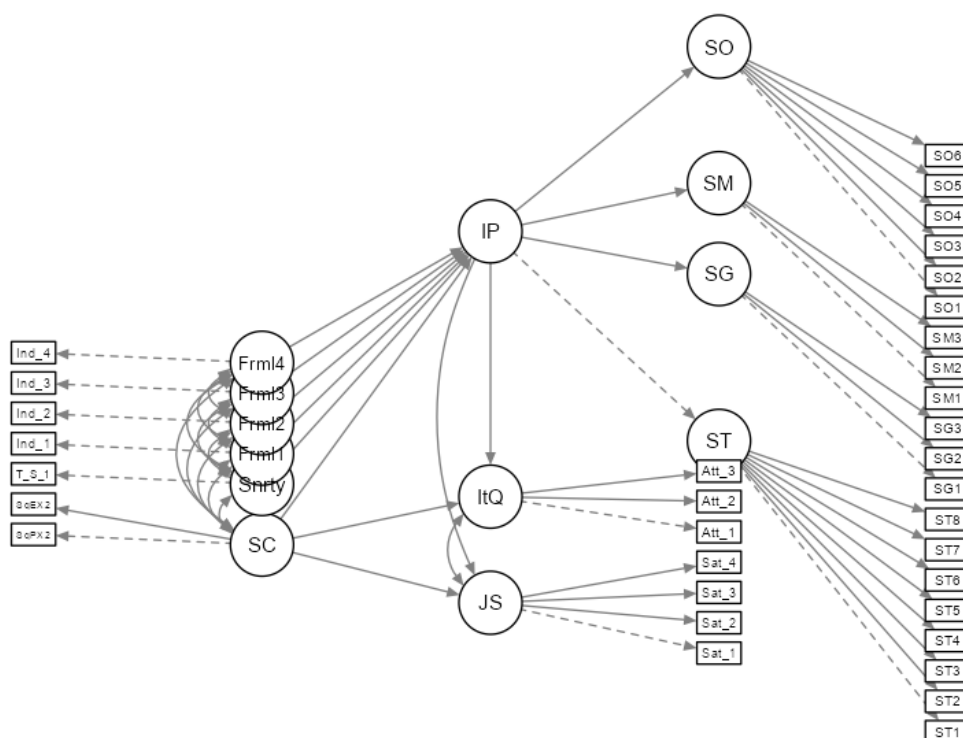 SO
SO6
SM
SO5
SO4
IP
SO3
SG
SO2
SO1
SM3
Ind_4
Frml4
SM2
Ind_3
Frml3
SM1
Ind_2
Frml2
SG3
Ind_1
Frml1
ST
SG2
T_S_1
Snrty
Att_3
SG1
ScEX2
ItQ
Att_2
ST8
ScPX2
SC
Att_1
ST7
Sat_4
ST6
JS
Sat_3
ST5
Sat_2
ST4
Sat_1
ST3
ST2
ST1